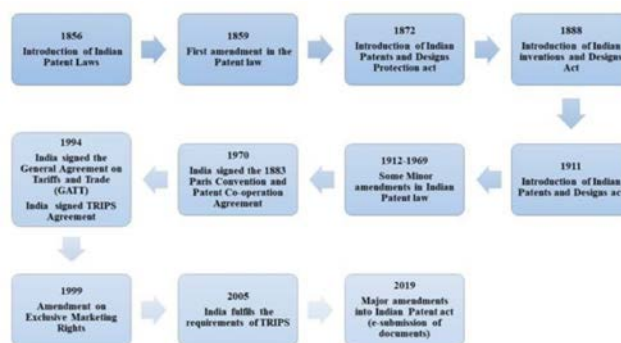 1856
Introduction of Indian
Patent Laws
1859
First amendment in the
Patent law
1872
Introduction of Indian
Patents and Designs
Protection act
1888
Introduction of Indian
inventions and Designs
Act
1911
Introduction of Indian
Patents and Designs act
1912-1969
Some Minor
amendments in Indian
Patent law
1970
India signed the 1883
Paris Convention and
Patent Co-operation
Agreement
1994
India signed the
General Agreement on
Tariffs and Trade
(GATT)
India signed TRIPS
Agreement
1999
Amendment on
Exclusive Marketing
Rights
2005
India fulfils the
requirements of TRIPS
2019
Major amendments
into Indian Patent act
(e-submission of
documents)